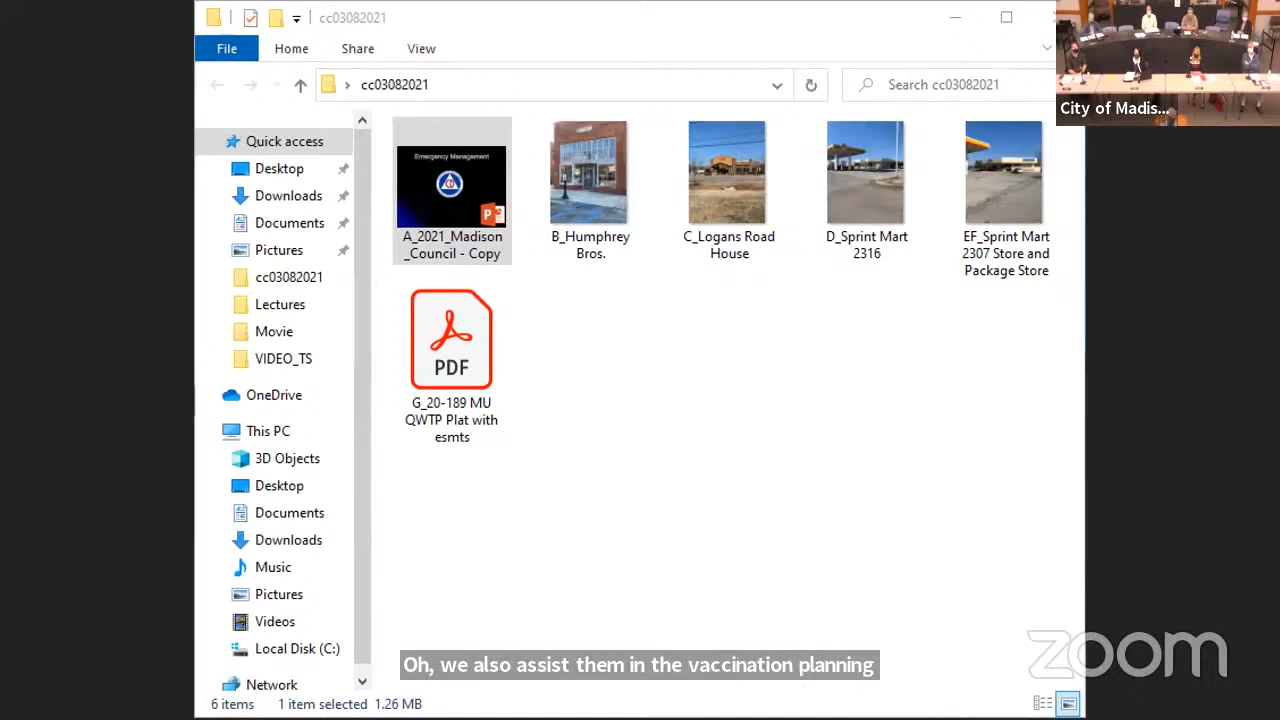 cc03082021
File
Home
Share
View
cc03082021
Search cc03082021
City of Madis...
Quick access
Desktop
Downloads
Documents
Pictures
cc03082021
Lectures
Movie
VIDEO_TS
OneDrive
This PC
3D Objects
Desktop
Documents
Downloads
Music
Pictures
Videos
Local Disk (C:)
Network
Emergency Management
CD
P
A_2021_Madison
_Council - Copy
B_Humphrey
Bros.
C_Logans Road
House
D_Sprint Mart
2316
EF_Sprint Mart
2307 Store and
Package Store
PDF
G_20-189 MU
QWTP Plat with
esmts
Oh, we also assist them in the vaccination planning
zoom
6 items
1 item selected 1.26 MB